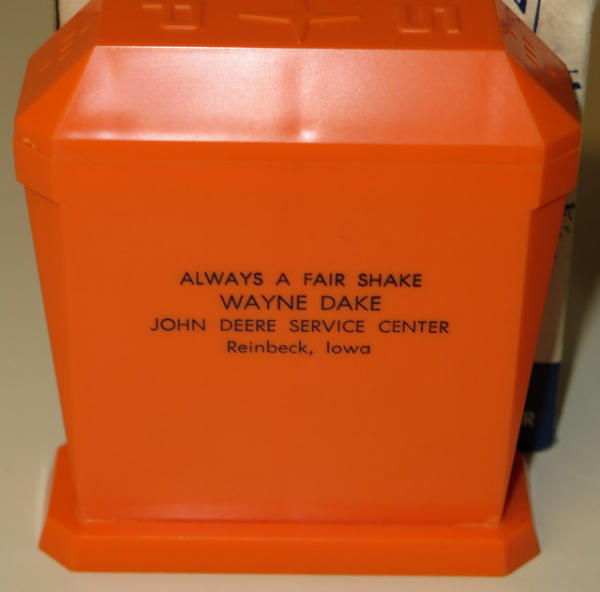 P S
ALWAYS A FAIR SHAKE
WAYNE DAKE
JOHN DEERE SERVICE CENTER
Reinbeck, Iowa
R